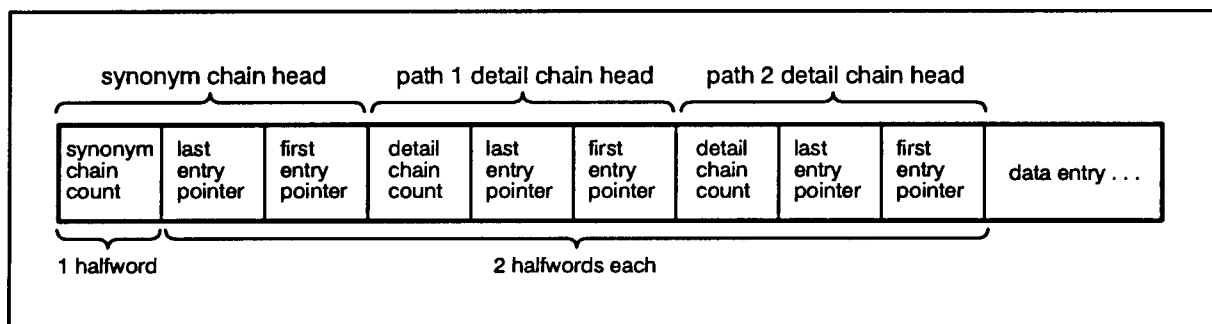 synonym chain head
path 1 detail chain head
path 2 detail chain head
synonym
chain
count
last
entry
pointer
first
entry
pointer
detail
chain
count
last
entry
pointer
first
entry
pointer
detail
chain
count
last
entry
pointer
first
entry
pointer
data entry . . .
1 halfword
2 halfwords each